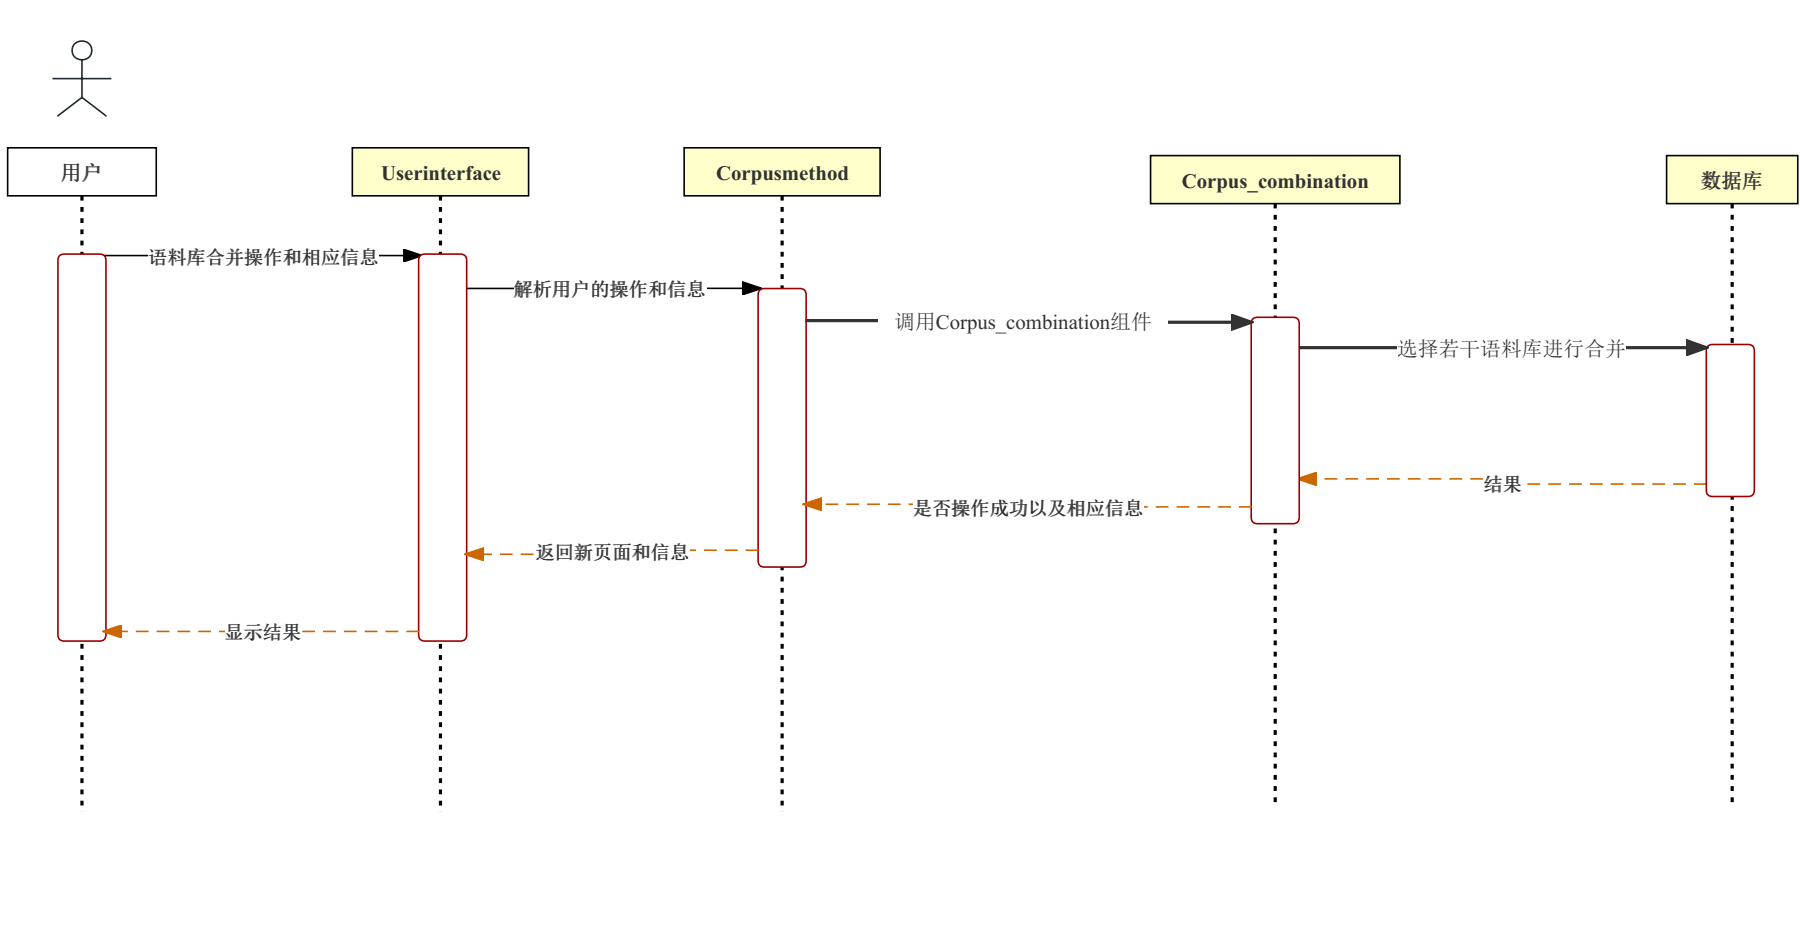 用户
Userinterface
Corpusmethod
Corpus_combination
数据库
语料库合并操作和相应信息
解析用户的操作和信息
调用Corpus_combination组件
选择若干语料库进行合并
结果
是否操作成功以及相应信息
返回新页面和信息
显示结果